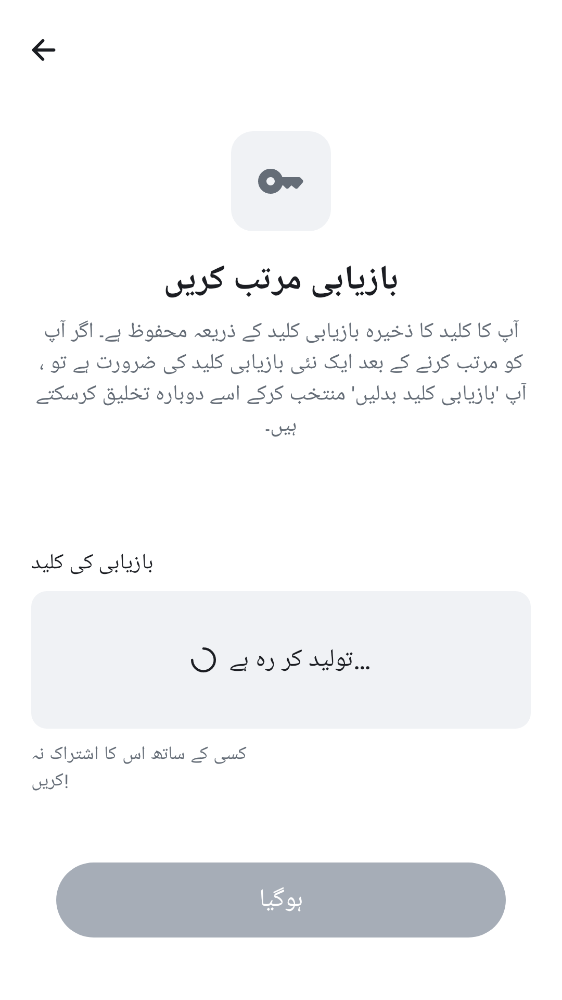 بازیابی مرتب کریں
آپ کا کلید کا ذخیرہ بازیابی کلید کے ذریعہ محفوظ ہے۔ اگر آپ
کو مرتب کرنے کے بعد ایک نئی بازیابی کلید کی ضرورت ہے تو ،
آپ 'بازیابی کلید بدلیں' منتخب کرکے اسے دوبارہ تخلیق کرسکتے
ہیں۔
بازیابی کی کلید
تولید کر رہ ہے...
کسی کے ساتھ اس کا اشتراک نہ
کریں!
ہوگیا